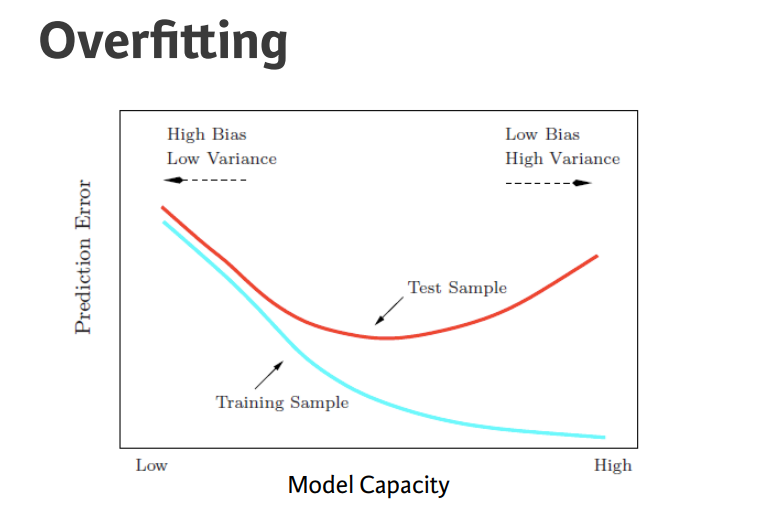 Overfitting
High Bias
Low Variance
Low Bias
High Variance
Prediction Error
Test Sample
Training Sample
Low
High
Model Capacity